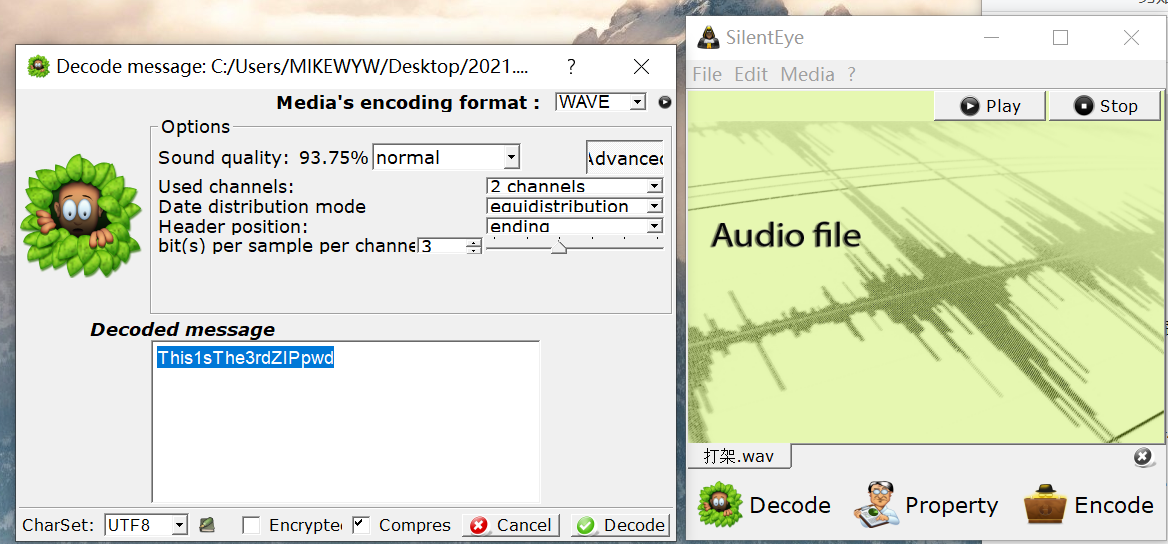 Decode message: C:/Users/MIKEWYW/Desktop/2021....
?
Media's encoding format :
WAVE
Options
Sound quality: 93.75%
normal
Advanced
Used channels:
2 channels
Date distribution mode
equidistribution
Header position:
ending
bit(s) per sample per channe
3
Decoded message
This1sThe3rdZIPpwd
CharSet:
UTF8
Encrypte
Compres
Cancel
Decode
SilentEye
File Edit Media ?
Play
Stop
Audio file
打架.wav
Decode
Property
Encode